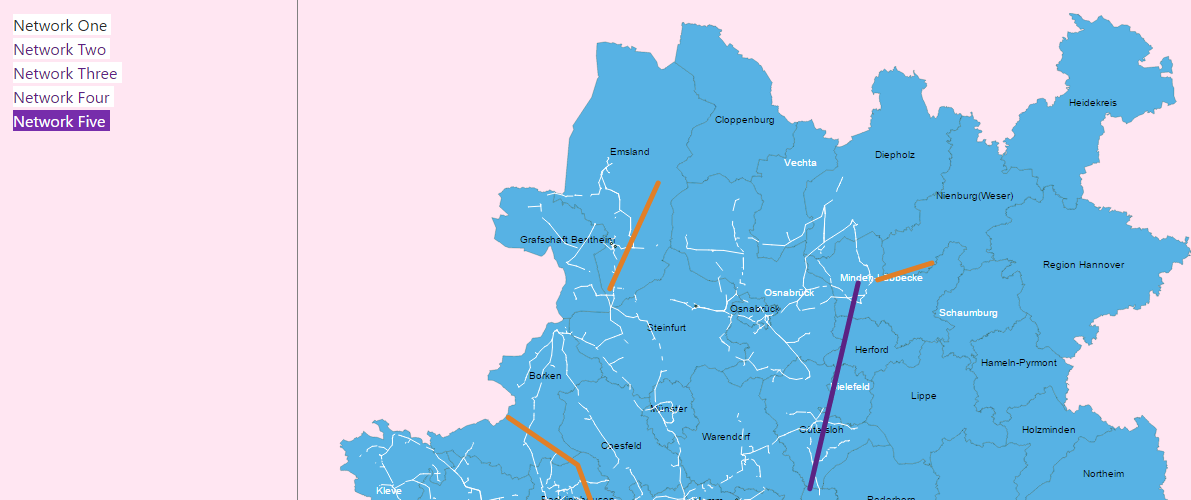 Network One
Network Two
Network Three
Network Four
Network Five
Heidekreis
Cloppenburg
Emsland
Diepholz
Vechta
Nienburg(Weser)
Grafschaft Bentheim
Region Hannover
Minden-Lübbecke
Osnabrück
Osnabrück
Schaumburg
Steinfurt
Herford
Hameln-Pyrmont
Borken
Bielefeld
Lippe
Münster
Gütersloh
Holzminden
Warendorf
Coesfeld
Northeim
Kleve